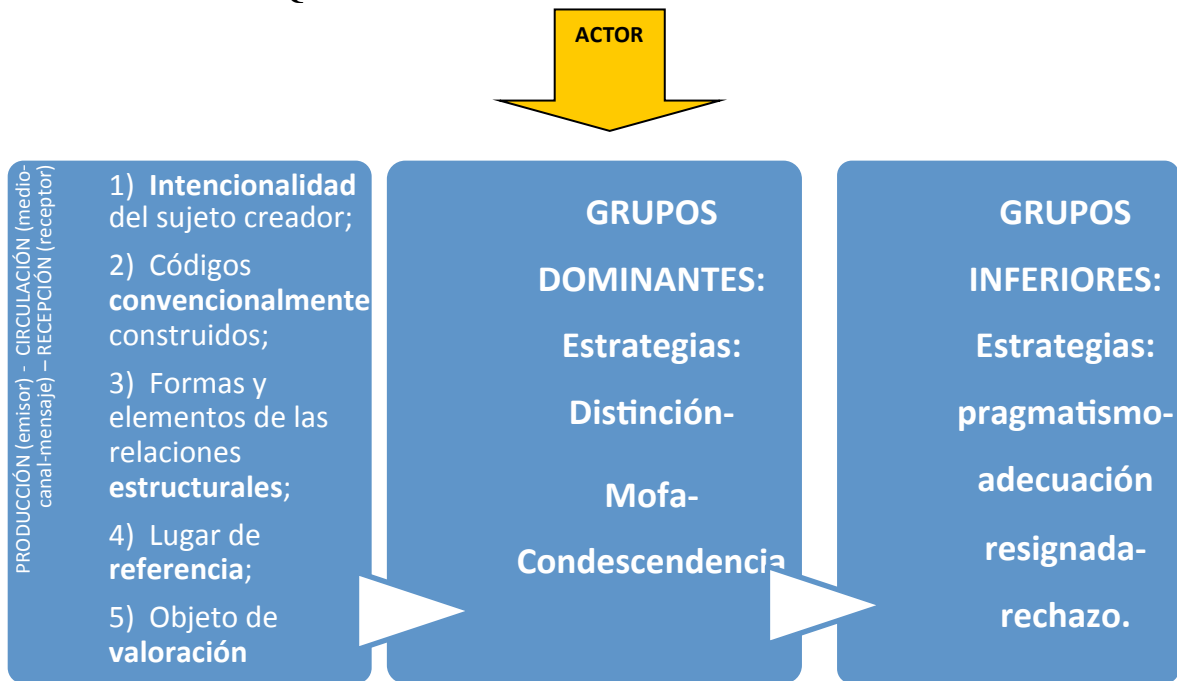 Q
ACTOR
PRODUCCIÓN (emisor) - CIRCULACIÓN (medio-
canal-mensaje) – RECEPCIÓN (receptor)
1) Intencionalidad
del sujeto creador;
2) Códigos
convencionalmente
construidos;
3) Formas y
elementos de las
relaciones
estructurales;
4) Lugar de
referencia;
5) Objeto de
valoración
GRUPOS
DOMINANTES:
Estrategias:
Distinción-
Mofa-
Condescendencia
GRUPOS
INFERIORES:
Estrategias:
pragmatismo-
adecuación
resignada-
rechazo.